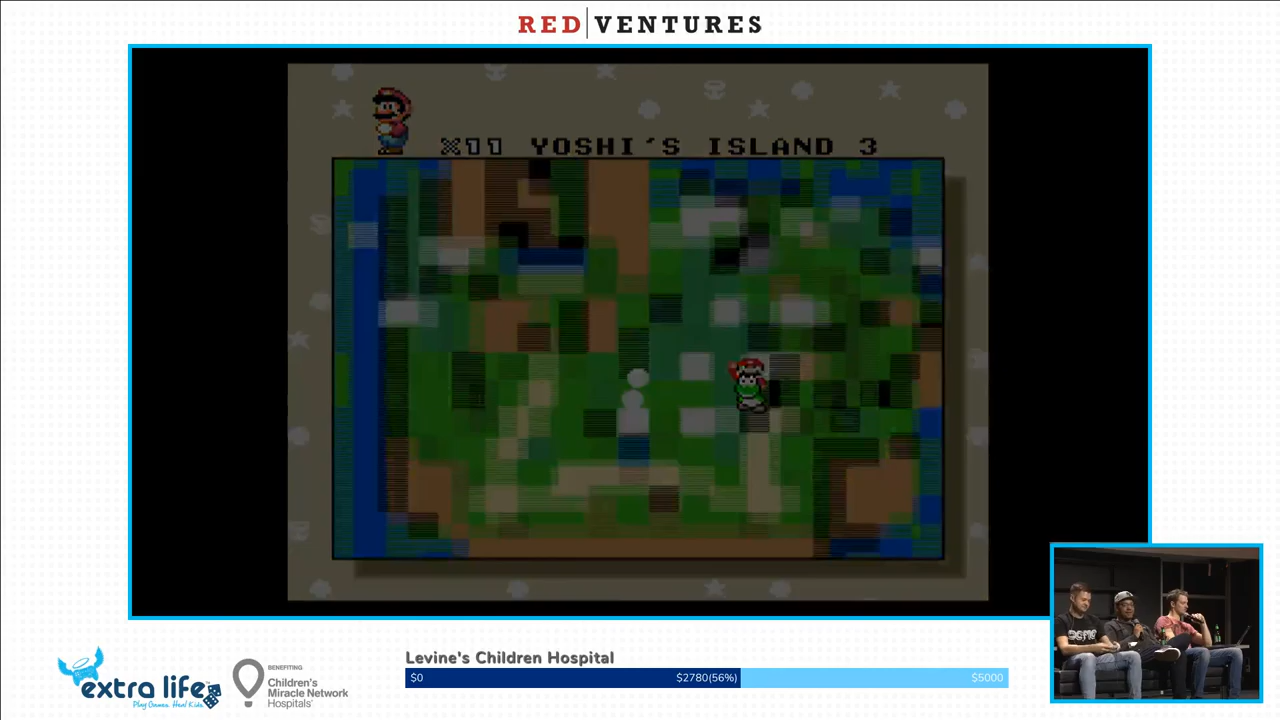 RED VENTURES
x11 YOSHI'S ISLAND 3
Levine's Children Hospital
$0 $2780(56%) $5000
extra life
Play Games. Heal Kids.
BENEFITING
Children's
Miracle Network
Hospitals